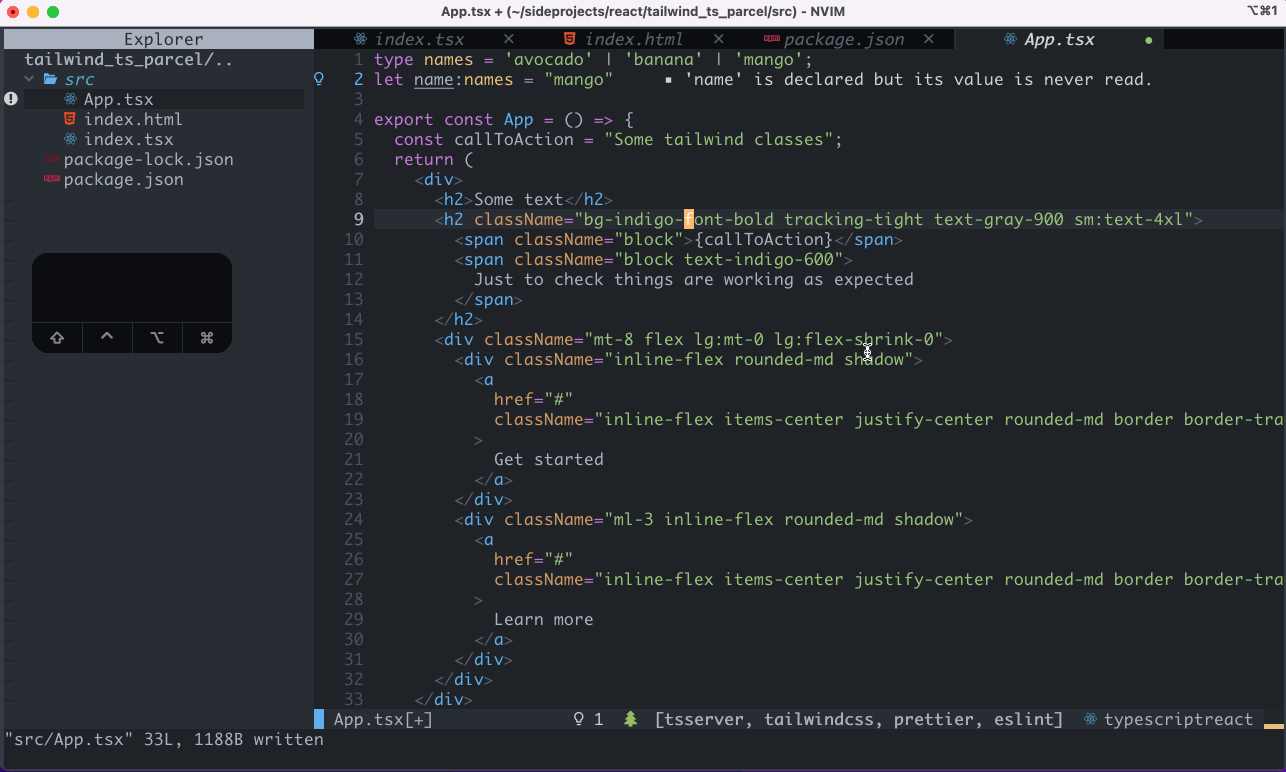 App.tsx + (~/sideprojects/react/tailwind_ts_parcel/src) - NVIM
⌥⌘1
Explorer
index.tsx ✕ index.html ✕ package.json ✕ App.tsx ●
tailwind_ts_parcel/..
src
App.tsx
index.html
index.tsx
package-lock.json
package.json
⇧ ^ ⌥ ⌘
1 type names = 'avocado' | 'banana' | 'mango';
2 let name:names = "mango" ▪ 'name' is declared but its value is never read.
3
4 export const App = () => {
5 const callToAction = "Some tailwind classes";
6 return (
7 <div>
8 <h2>Some text</h2>
9 <h2 className="bg-indigo-font-bold tracking-tight text-gray-900 sm:text-4xl">
10 <span className="block">{callToAction}</span>
11 <span className="block text-indigo-600">
12 Just to check things are working as expected
13 </span>
14 </h2>
15 <div className="mt-8 flex lg:mt-0 lg:flex-shrink-0">
16 <div className="inline-flex rounded-md shadow">
17 <a
18 href="#"
19 className="inline-flex items-center justify-center rounded-md border border-tra
20 >
21 Get started
22 </a>
23 </div>
24 <div className="ml-3 inline-flex rounded-md shadow">
25 <a
26 href="#"
27 className="inline-flex items-center justify-center rounded-md border border-tra
28 >
29 Learn more
30 </a>
31 </div>
32 </div>
33 </div>
App.tsx[+] 1 [tsserver, tailwindcss, prettier, eslint] typescriptreact
"src/App.tsx" 33L, 1188B written